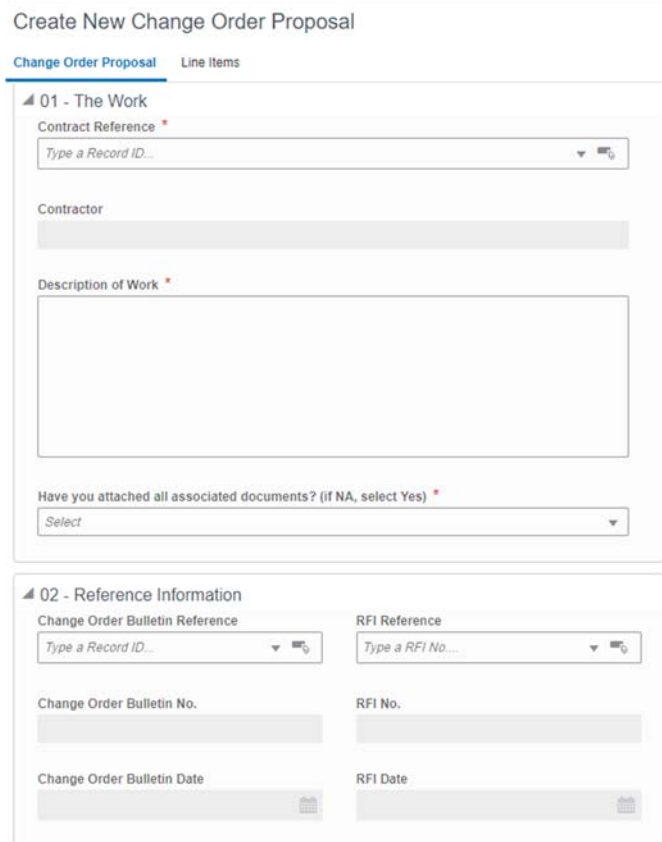 Create New Change Order Proposal
Change Order Proposal Line Items
01 - The Work
Contract Reference *
Type a Record ID...
Contractor
Description of Work *
Have you attached all associated documents? (if NA, select Yes) *
Select
02 - Reference Information
Change Order Bulletin Reference RFI Reference
Type a Record ID... Type a RFI No....
Change Order Bulletin No. RFI No.
Change Order Bulletin Date RFI Date